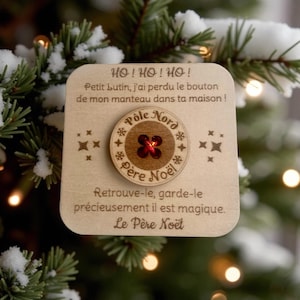 HO ! HO ! HO !
Petit Lutin, j'ai perdu le bouton
de mon manteau dans ta maison !
Pôle Nord
Père Noël
Retrouve-le, garde-le
précieusement il est magique.
Le Père Noël